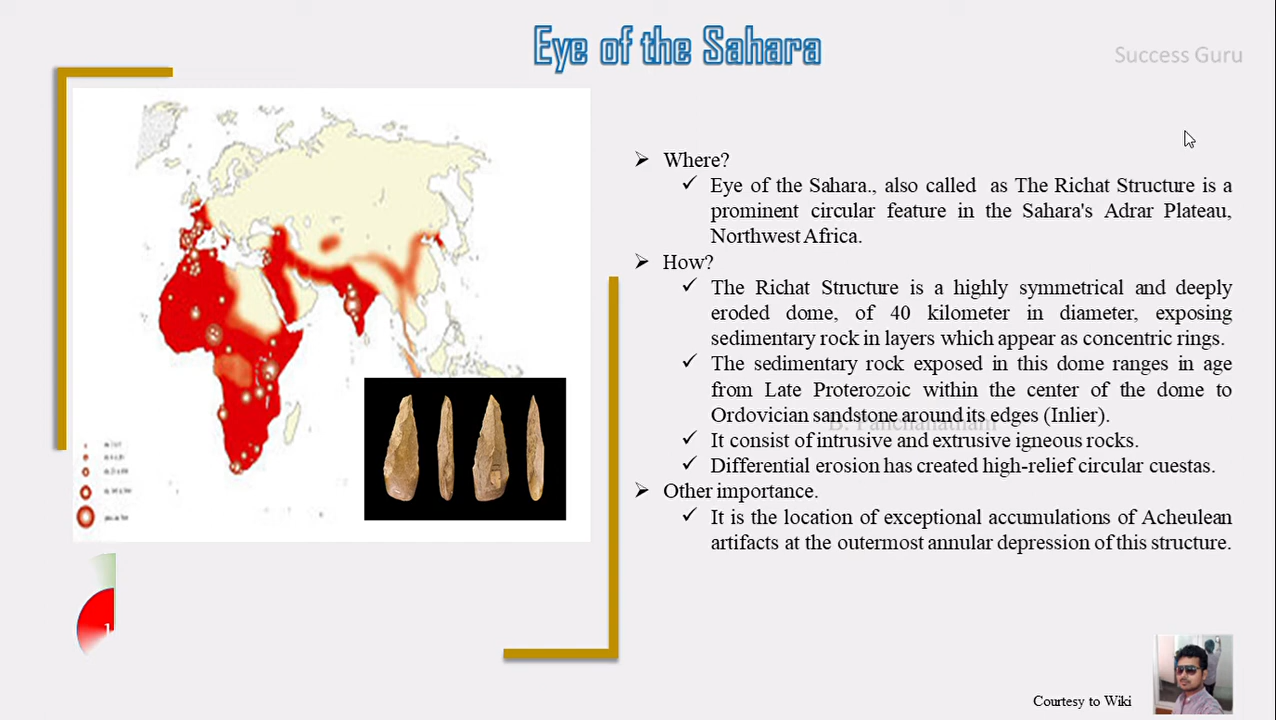 Eye of the Sahara
Success Guru
Where?
Eye of the Sahara., also called as The Richat Structure is a
prominent circular feature in the Sahara's Adrar Plateau,
Northwest Africa.
How?
The Richat Structure is a highly symmetrical and deeply
eroded dome, of 40 kilometer in diameter, exposing
sedimentary rock in layers which appear as concentric rings.
The sedimentary rock exposed in this dome ranges in age
from Late Proterozoic within the center of the dome to
Ordovician sandstone around its edges (Inlier).
B. Panchanatham
It consist of intrusive and extrusive igneous rocks.
Differential erosion has created high-relief circular cuestas.
Other importance.
It is the location of exceptional accumulations of Acheulean
artifacts at the outermost annular depression of this structure.
1
Courtesy to Wiki